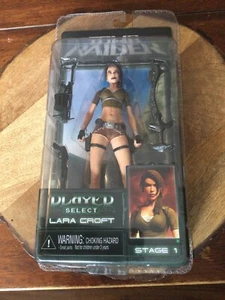 RAIDER
PLAYER
SELECT
LARA CROFT
WARNING:
CHOKING HAZARD
STAGE 1